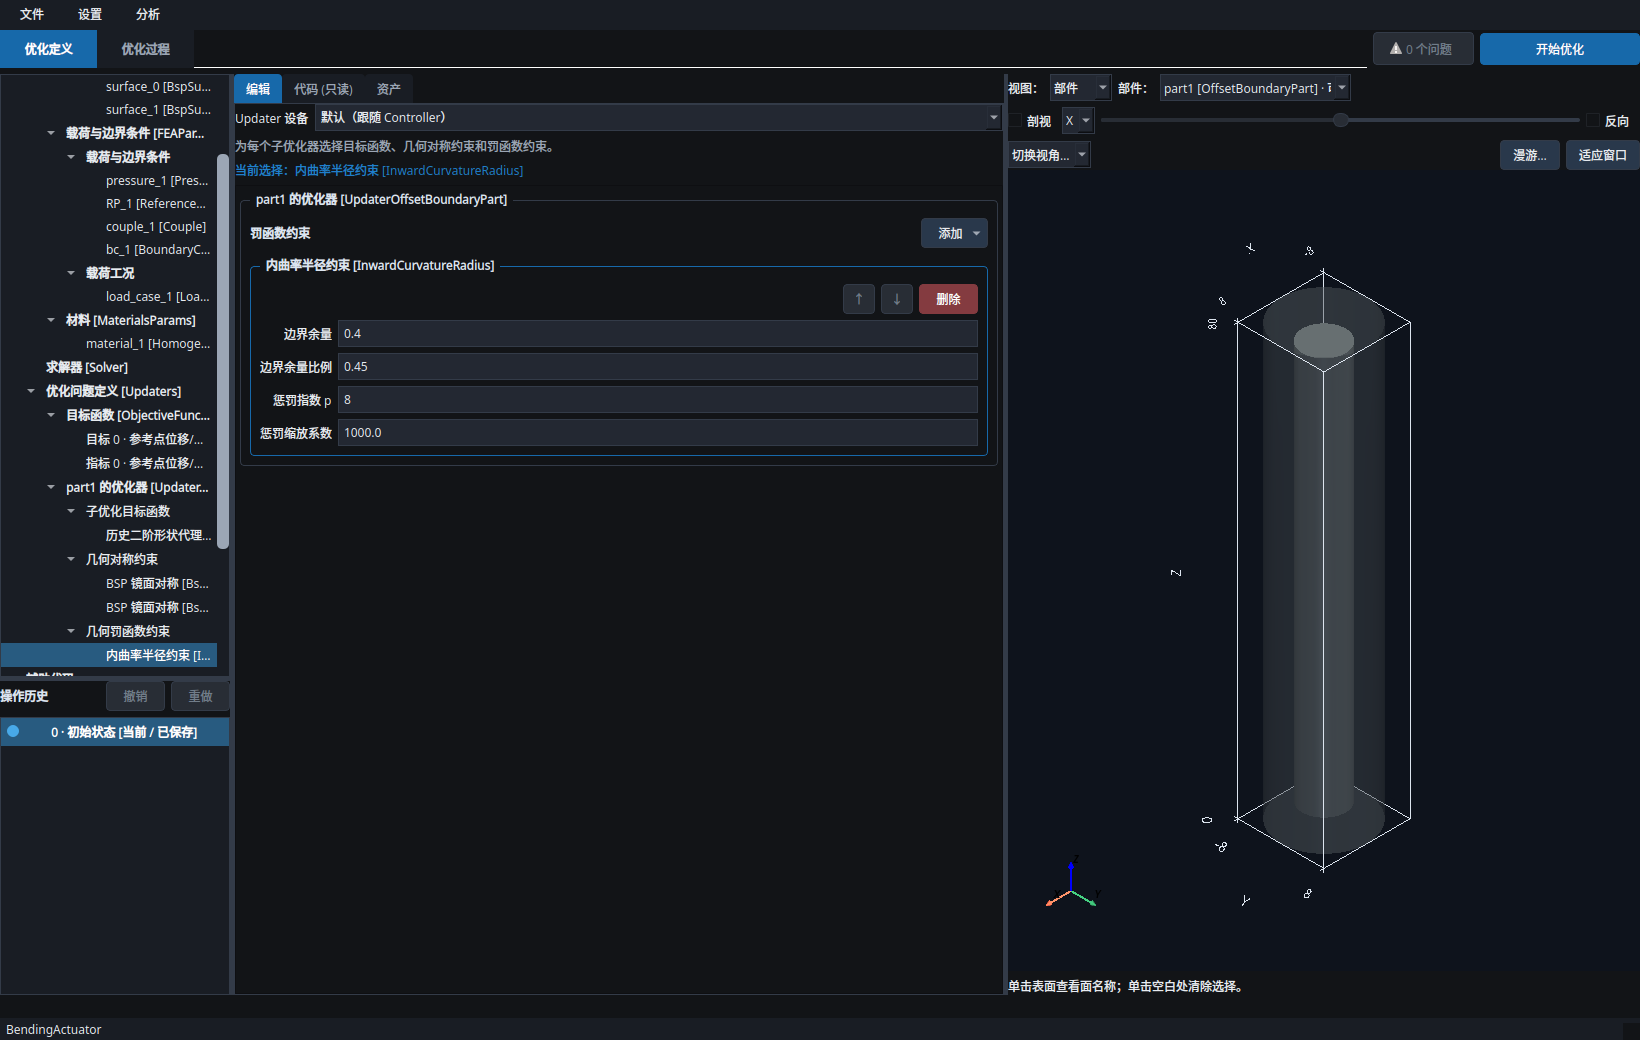 文件 设置 分析
优化定义 优化过程 0 个问题 开始优化
surface_0 [BspSu...
surface_1 [BspSu...
载荷与边界条件 [FEAPar...
载荷与边界条件
pressure_1 [Pres...
RP_1 [Reference...
couple_1 [Couple]
bc_1 [BoundaryC...
载荷工况
load_case_1 [Loa...
材料 [MaterialsParams]
material_1 [Homoge...
求解器 [Solver]
优化问题定义 [Updaters]
目标函数 [ObjectiveFunc...
目标 0 · 参考点位移/...
指标 0 · 参考点位移/...
part1 的优化器 [Updater...
子优化目标函数
历史二阶形状代理...
几何对称约束
BSP 镜面对称 [Bs...
BSP 镜面对称 [Bs...
几何罚函数约束
内曲率半径约束 [I...
操作历史 撤销 重做
0 · 初始状态 [当前 / 已保存]
编辑 代码 (只读) 资产
Updater 设备 默认（跟随 Controller）
为每个子优化器选择目标函数、几何对称约束和罚函数约束。
当前选择：内曲率半径约束 [InwardCurvatureRadius]
part1 的优化器 [UpdaterOffsetBoundaryPart]
罚函数约束 添加
内曲率半径约束 [InwardCurvatureRadius]
↑ ↓ 删除
边界余量 0.4
边界余量比例 0.45
惩罚指数 p 8
惩罚缩放系数 1000.0
视图： 部件 部件： part1 [OffsetBoundaryPart] ·
剖视 X 反向
切换视角... 漫游... 适应窗口
80
Z
0
单击表面查看面名称；单击空白处清除选择。
BendingActuator